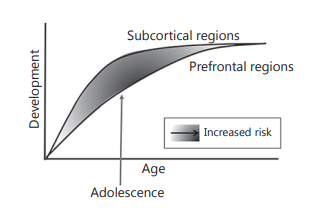 Subcortical regions
Prefrontal regions
Development
Increased risk
Age
Adolescence